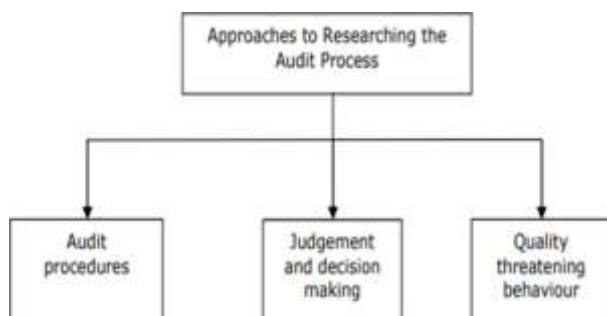 Approaches to Researching the
Audit Process
Audit
procedures
Judgement
and decision
making
Quality
threatening
behaviour